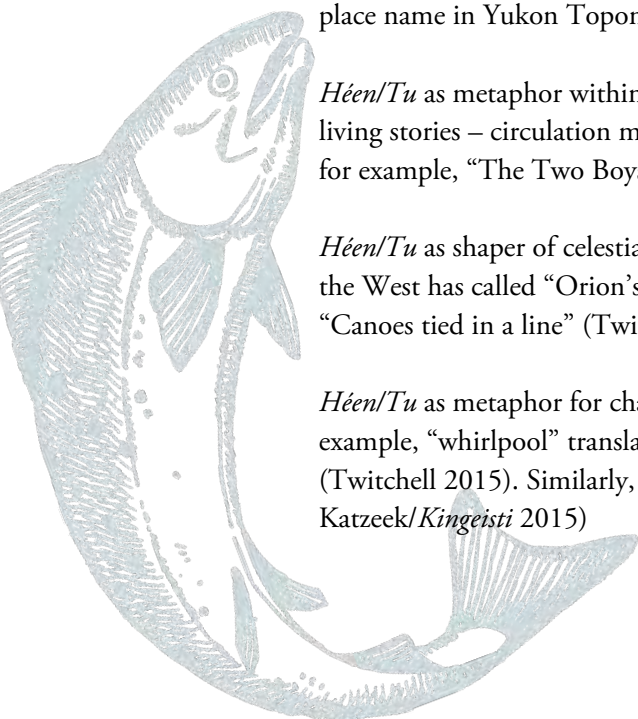 place name in Yukon Topon
Héen/Tu as metaphor within
living stories – circulation m
for example, “The Two Boy
Héen/Tu as shaper of celestia
the West has called “Orion’s
“Canoes tied in a line” (Twi
Héen/Tu as metaphor for cha
example, “whirlpool” transla
(Twitchell 2015). Similarly,
Katzeek/Kingeisti 2015)